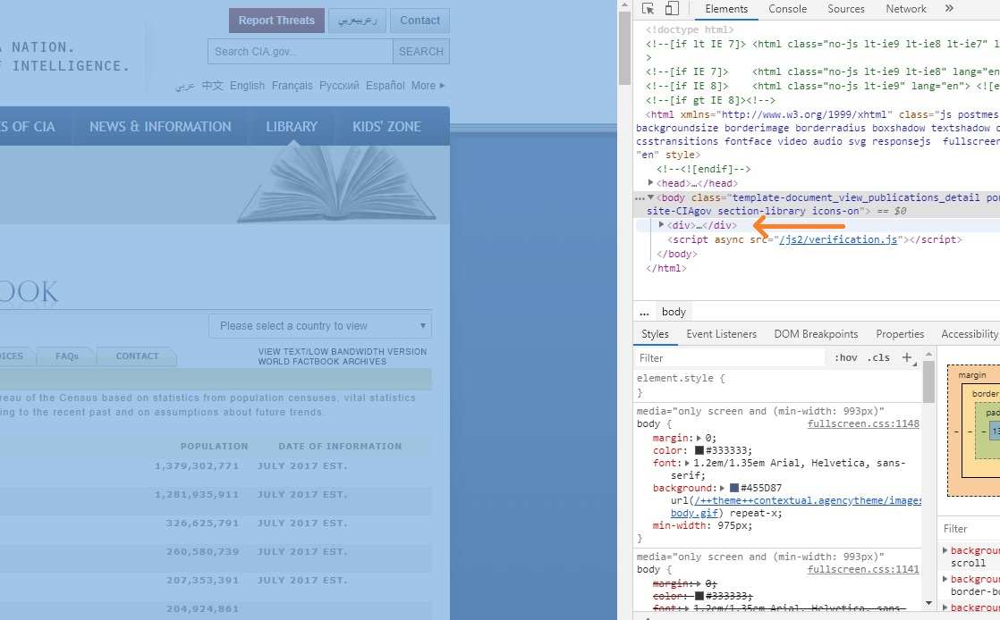 Report Threats
رعربيعربي
Contact
A NATION.
F INTELLIGENCE.
Search CIA.gov...
SEARCH
عربي 中文 English Français Русский Español More
ES OF CIA
NEWS & INFORMATION
LIBRARY
KIDS' ZONE
OOK
Please select a country to view
ICES
FAQs
CONTACT
VIEW TEXT/LOW BANDWIDTH VERSION
WORLD FACTBOOK ARCHIVES
reau of the Census based on statistics from population censuses, vital statistics
ing to the recent past and on assumptions about future trends.
POPULATION DATE OF INFORMATION
1,379,302,771 JULY 2017 EST.
1,281,935,911 JULY 2017 EST.
326,625,791 JULY 2017 EST.
260,580,739 JULY 2017 EST.
207,353,391 JULY 2017 EST.
204,924,861
Elements Console Sources Network »
<!doctype html>
<!--[if lt IE 7]> <html class="no-js lt-ie9 lt-ie8 lt-ie7" l
>
<!--[if IE 7]> <html class="no-js lt-ie9 lt-ie8" lang="en
<!--[if IE 8]> <html class="no-js lt-ie9" lang="en"> <![e
<!--[if gt IE 8]><!-->
<html xmlns="http://www.w3.org/1999/xhtml" class="js postmes
backgroundsize borderimage borderradius boxshadow textshadow c
csstransitions fontface video audio svg responsejs fullscreen
"en" style>
<!--<![endif]-->
<head>…</head>
…<body class="template-document_view_publications_detail por
site-CIAgov section-library icons-on"> == $0
<div>…</div>
<script async src="/js2/verification.js"></script>
</body>
</html>
... body
Styles Event Listeners DOM Breakpoints Properties Accessibility
Filter :hov .cls +
element.style {
}
media="only screen and (min-width: 993px)"
body { fullscreen.css:1148
margin: 0;
color: #333333;
font: 1.2em/1.35em Arial, Helvetica, sans-
serif;
background: #455D87
url(/++theme++contextual.agencytheme/images
body.gif) repeat-x;
min-width: 975px;
}
media="only screen and (min-width: 993px)"
body { fullscreen.css:1141
margin: 0;
color: #333333;
font: 1.2em/1.35em Arial, Helvetica, sans-
margin
border
pad
- - - 13
Filter
backgroun
scroll
backgroun
border-bo
backgroun